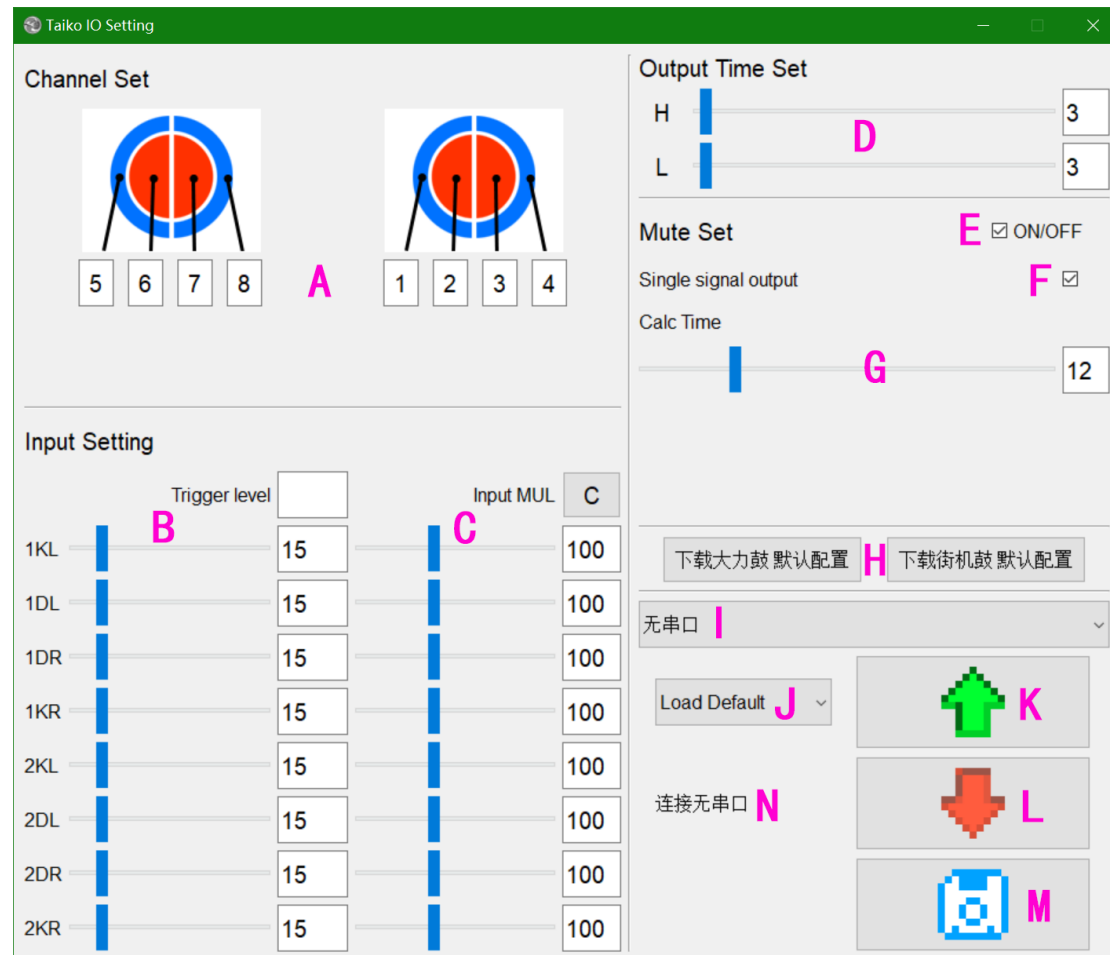 Taiko IO Setting
Channel Set
5 6 7 8 A 1 2 3 4
Input Setting
Trigger level Input MUL C
B C
1KL 15 100
1DL 15 100
1DR 15 100
1KR 15 100
2KL 15 100
2DL 15 100
2DR 15 100
2KR 15 100
Output Time Set
H 3
D
L 3
Mute Set E ON/OFF
Single signal output F
Calc Time
G 12
下载大力鼓 默认配置 H 下载街机鼓 默认配置
无串口 I
Load Default J K
连接无串口 N L
M